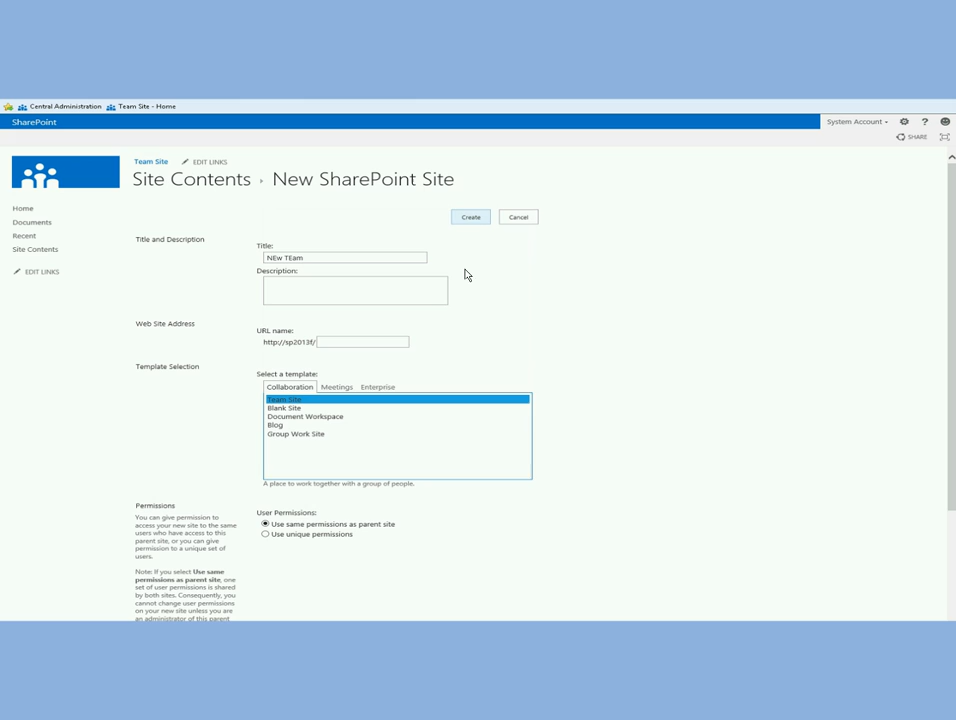 Central Administration Team Site - Home
SharePoint
System Account
?
SHARE
Team Site EDIT LINKS
Site Contents › New SharePoint Site
Home
Documents
Recent
Site Contents
EDIT LINKS
Create Cancel
Title and Description
Title:
NEw TEam
Description:
Web Site Address
URL name:
http://sp2013f/
Template Selection
Select a template:
Collaboration Meetings Enterprise
Team Site
Blank Site
Document Workspace
Blog
Group Work Site
A place to work together with a group of people.
Permissions
You can give permission to
access your new site to the same
users who have access to this
parent site, or you can give
permission to a unique set of
users.
Note: If you select Use same
permissions as parent site, one
set of user permissions is shared
by both sites. Consequently, you
cannot change user permissions
on your new site unless you are
an administrator of this parent
User Permissions:
Use same permissions as parent site
Use unique permissions